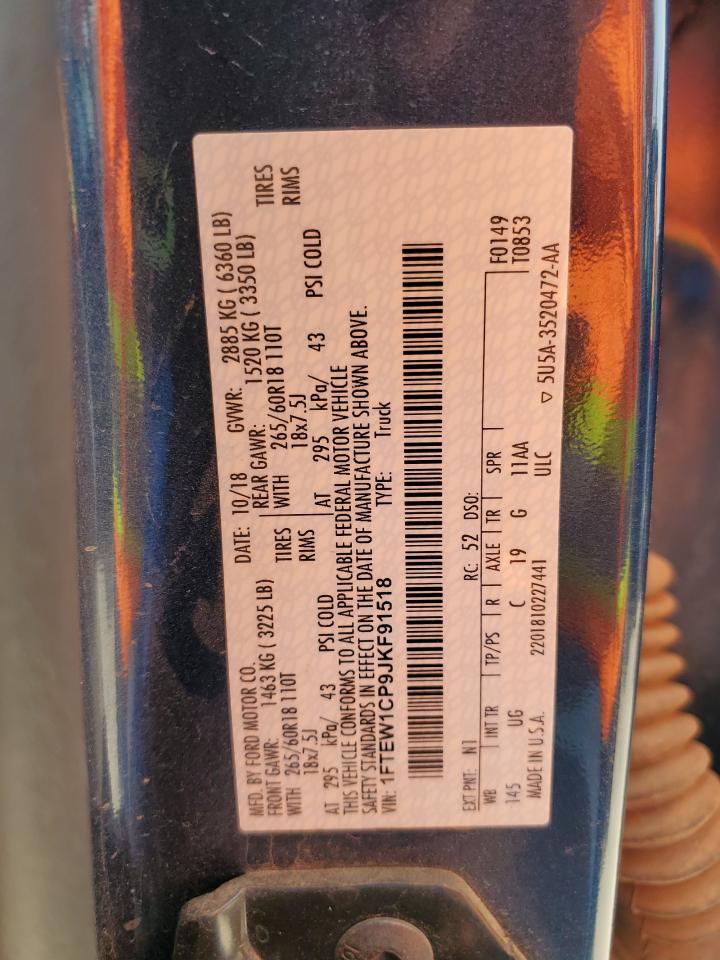 MFD. BY FORD MOTOR CO. DATE: 10/18 GVWR: 2885 KG ( 6360 LB)
FRONT GAWR: 1463 KG ( 3225 LB) REAR GAWR: 1520 KG ( 3350 LB)
WITH 265/60R18 110T TIRES WITH 265/60R18 110T TIRES
18x7.5J RIMS 18x7.5J RIMS
AT 295 kPa/ 43 PSI COLD AT 295 kPa/ 43 PSI COLD
THIS VEHICLE CONFORMS TO ALL APPLICABLE FEDERAL MOTOR VEHICLE
SAFETY STANDARDS IN EFFECT ON THE DATE OF MANUFACTURE SHOWN ABOVE.
VIN: 1FTEW1CP9JKF91518 TYPE: Truck
EXT PNT: N1 RC: 52 DSO:
WB INT TR TP/PS R AXLE TR SPR F0149
145 UG C 19 G 11AA T0853
ULC
MADE IN U.S.A. 2201810227441 ▽ 5U5A-3520472-AA